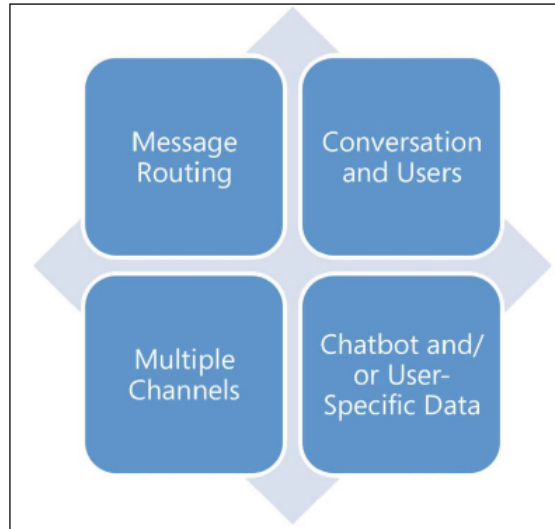 Message
Routing
Conversation
and Users
Multiple
Channels
Chatbot and/
or User-
Specific Data